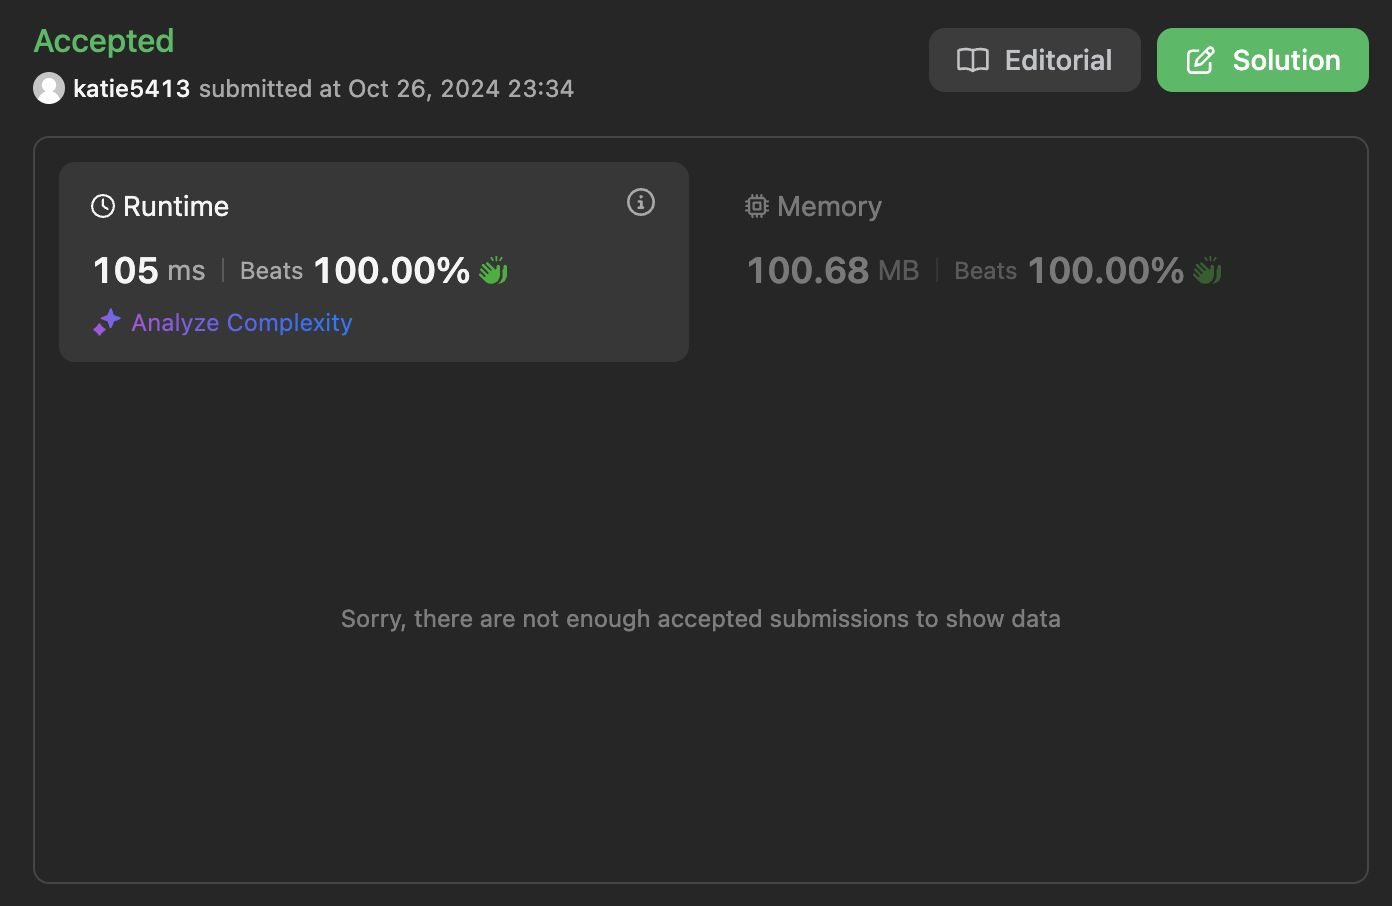 Accepted
katie5413 submitted at Oct 26, 2024 23:34
Editorial
Solution
Runtime
105 ms | Beats 100.00%
Analyze Complexity
Memory
100.68 MB | Beats 100.00%
Sorry, there are not enough accepted submissions to show data